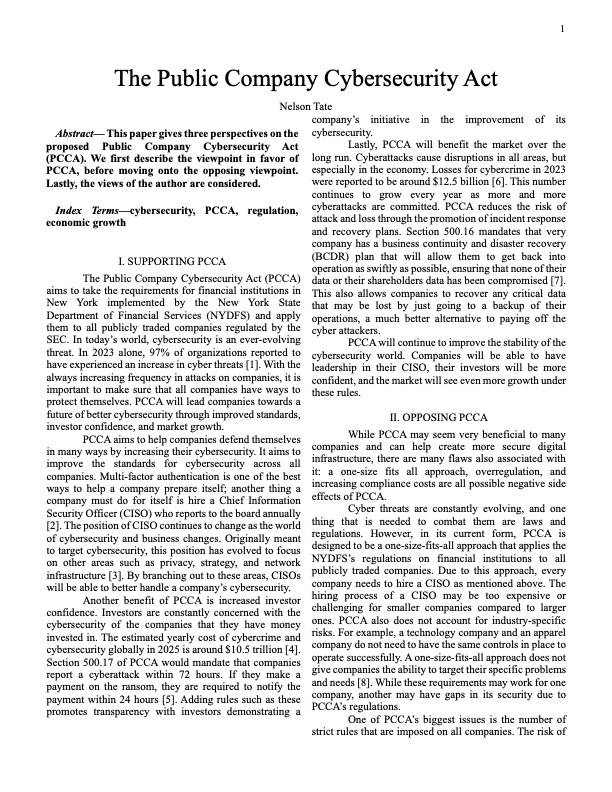 1
The Public Company Cybersecurity Act
Nelson Tate
Abstract— This paper gives three perspectives on the
proposed Public Company Cybersecurity Act
(PCCA). We first describe the viewpoint in favor of
PCCA, before moving onto the opposing viewpoint.
Lastly, the views of the author are considered.
Index Terms—cybersecurity, PCCA, regulation,
economic growth
I. SUPPORTING PCCA
The Public Company Cybersecurity Act (PCCA)
aims to take the requirements for financial institutions in
New York implemented by the New York State
Department of Financial Services (NYDFS) and apply
them to all publicly traded companies regulated by the
SEC. In today's world, cybersecurity is an ever-evolving
threat. In 2023 alone, 97% of organizations reported to
have experienced an increase in cyber threats [1]. With the
always increasing frequency in attacks on companies, it is
important to make sure that all companies have ways to
protect themselves. PCCA will lead companies towards a
future of better cybersecurity through improved standards,
investor confidence, and market growth.
PCCA aims to help companies defend themselves
in many ways by increasing their cybersecurity. It aims to
improve the standards for cybersecurity across all
companies. Multi-factor authentication is one of the best
ways to help a company prepare itself; another thing a
company must do for itself is hire a Chief Information
Security Officer (CISO) who reports to the board annually
[2]. The position of CISO continues to change as the world
of cybersecurity and business changes. Originally meant
to target cybersecurity, this position has evolved to focus
on other areas such as privacy, strategy, and network
infrastructure [3]. By branching out to these areas, CISOs
will be able to better handle a company's cybersecurity.
Another benefit of PCCA is increased investor
confidence. Investors are concerned with the
cybersecurity of the companies that they have money
invested in. The estimated yearly cost of cybercrime and
cybersecurity globally in 2025 is around $10.5 trillion [4].
Section 500.17 of PCCA would mandate that companies
report a cyberattack within 72 hours. If they make a
payment on the ransom, they are required to notify the
payment within 24 hours [5]. Adding rules such as these
promotes transparency with investors demonstrating a
company's initiative in the improvement of its
cybersecurity.
Lastly, PCCA will benefit the market over the
long run. Cyberattacks cause disruptions in all areas, but
especially in the economy. Losses for cybercrime in 2023
were reported to be around $12.5 billion [6]. This number
continues to grow every year as more and more
cyberattacks are committed. PCCA reduces the risk of
attack and loss through the promotion of incident response
and recovery plans. Section 500.16 mandates that very
company has a business continuity and disaster recovery
(BCDR) plan that will allow them to get back into
operation as swiftly as possible, ensuring that none of their
data or their shareholders data has been compromised [7].
This also allows companies to recover any critical data
that may be lost by just going to a backup of their
operations, a much better alternative to paying off the
cyber attackers.
PCCA will continue to improve the stability of the
cybersecurity world. Companies will be able to have
leadership in their CISO, their investors will be more
confident, and the market will see even more growth under
these rules.
II. OPPOSING PCCA
While PCCA may seem very beneficial to many
companies and can help create more secure digital
infrastructure, there are many flaws also associated with
it: a one-size fits all approach, overregulation, and
increasing compliance costs are all possible negative side
effects of PCCA.
Cyber threats are constantly evolving, and one
thing that is needed to combat them are laws and
regulations. However, in its current form, PCCA is
designed to be a one-size-fits-all approach that applies the
NYDFS's regulations on financial institutions to all
publicly traded companies. Due to this approach, every
company needs to hire a CISO as mentioned above. The
hiring process of a CISO may be too expensive or
challenging for smaller companies compared to larger
ones. PCCA also does not account for industry-specific
risks. For example, a technology company and an apparel
company do not need to have the same controls in place to
operate successfully. A one-size-fits-all approach does not
give companies the ability to target their specific problems
and needs [8]. While these requirements may work for one
company, another may have gaps in its security due to
PCCA's regulations.
One of PCCA's biggest issues is the number of
strict rules that are imposed on all companies. The risk of